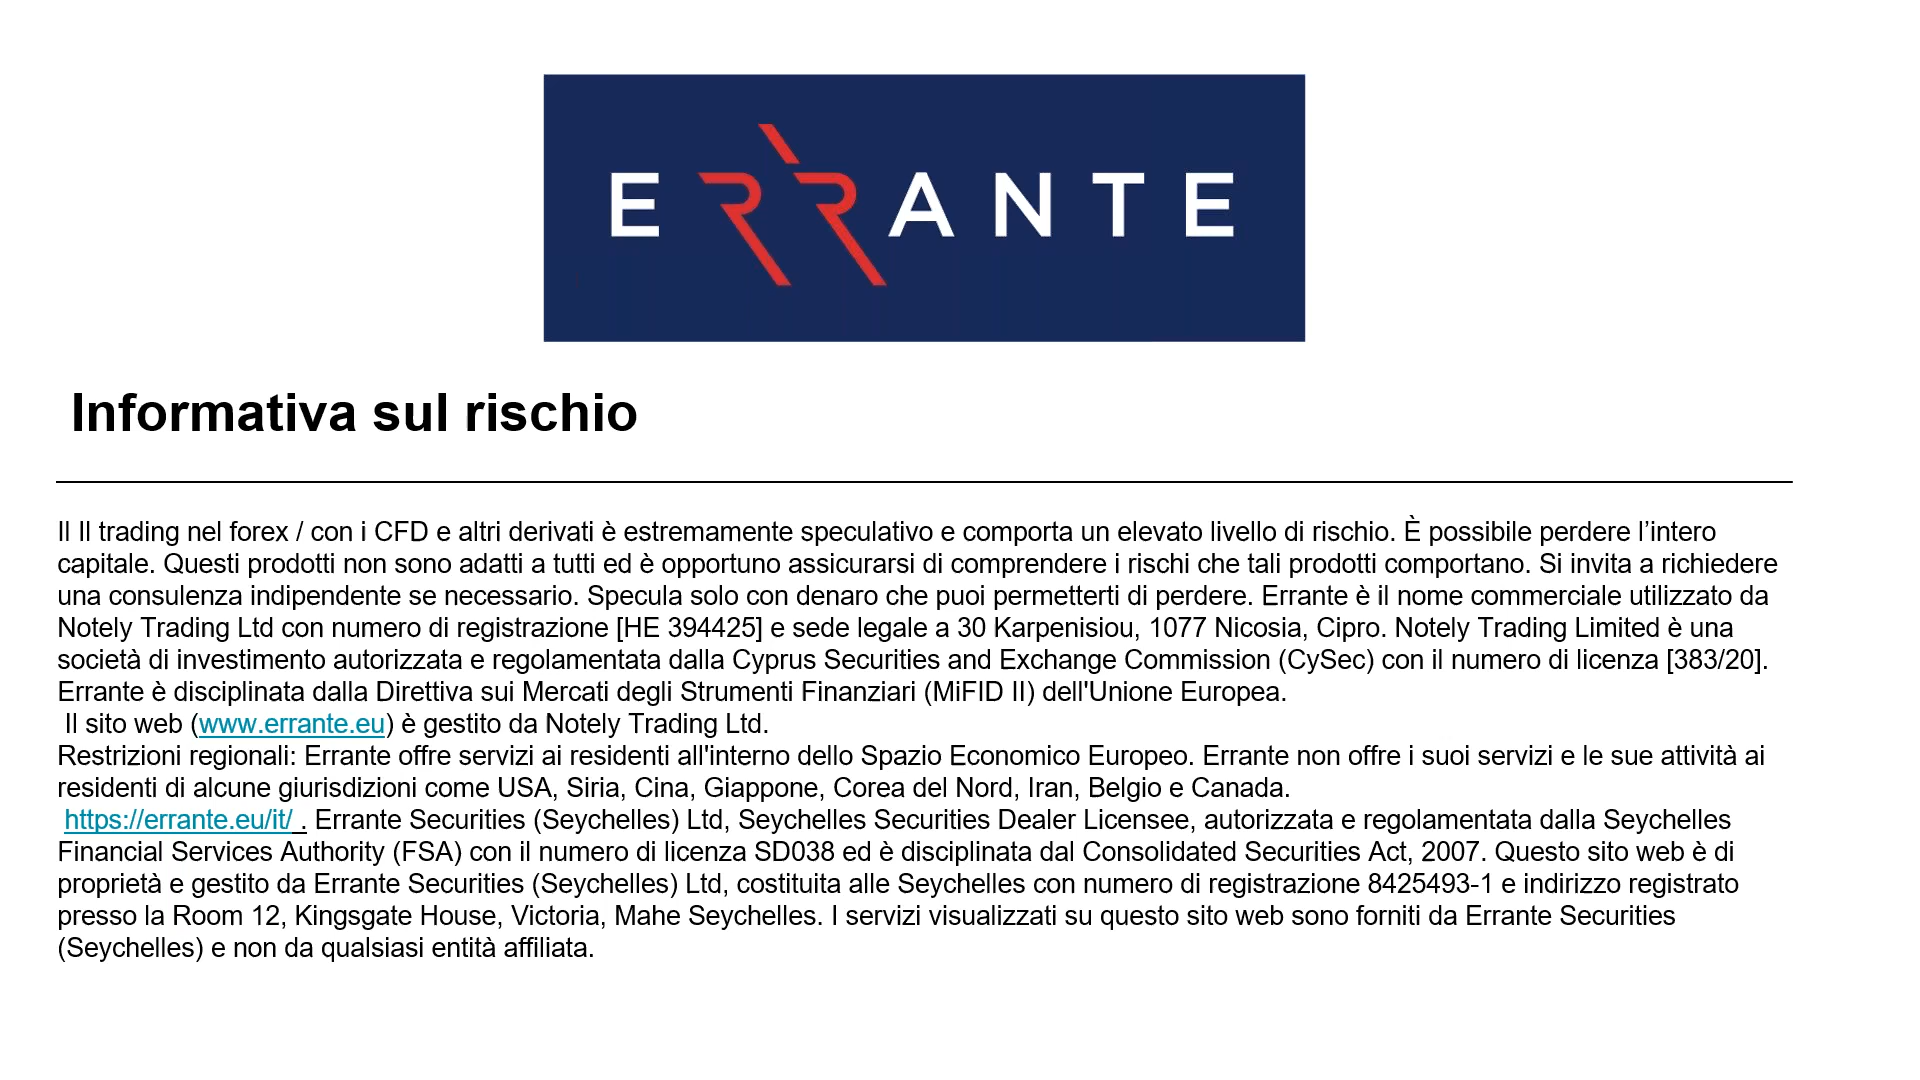 ERRANTE
Informativa sul rischio
Il Il trading nel forex / con i CFD e altri derivati è estremamente speculativo e comporta un elevato livello di rischio. È possibile perdere l’intero
capitale. Questi prodotti non sono adatti a tutti ed è opportuno assicurarsi di comprendere i rischi che tali prodotti comportano. Si invita a richiedere
una consulenza indipendente se necessario. Specula solo con denaro che puoi permetterti di perdere. Errante è il nome commerciale utilizzato da
Notely Trading Ltd con numero di registrazione [HE 394425] e sede legale a 30 Karpenisiou, 1077 Nicosia, Cipro. Notely Trading Limited è una
società di investimento autorizzata e regolamentata dalla Cyprus Securities and Exchange Commission (CySec) con il numero di licenza [383/20].
Errante è disciplinata dalla Direttiva sui Mercati degli Strumenti Finanziari (MiFID II) dell'Unione Europea.
Il sito web (www.errante.eu) è gestito da Notely Trading Ltd.
Restrizioni regionali: Errante offre servizi ai residenti all'interno dello Spazio Economico Europeo. Errante non offre i suoi servizi e le sue attività ai
residenti di alcune giurisdizioni come USA, Siria, Cina, Giappone, Corea del Nord, Iran, Belgio e Canada.
https://errante.eu/it/ . Errante Securities (Seychelles) Ltd, Seychelles Securities Dealer Licensee, autorizzata e regolamentata dalla Seychelles
Financial Services Authority (FSA) con il numero di licenza SD038 ed è disciplinata dal Consolidated Securities Act, 2007. Questo sito web è di
proprietà e gestito da Errante Securities (Seychelles) Ltd, costituita alle Seychelles con numero di registrazione 8425493-1 e indirizzo registrato
presso la Room 12, Kingsgate House, Victoria, Mahe Seychelles. I servizi visualizzati su questo sito web sono forniti da Errante Securities
(Seychelles) e non da qualsiasi entità affiliata.